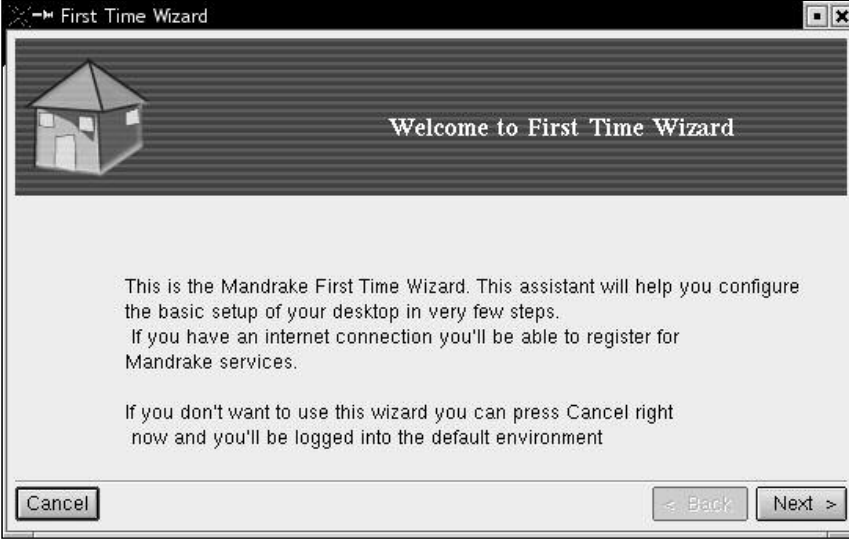 First Time Wizard
Welcome to First Time Wizard
This is the Mandrake First Time Wizard. This assistant will help you configure
the basic setup of your desktop in very few steps.
If you have an internet connection you'll be able to register for
Mandrake services.
If you don't want to use this wizard you can press Cancel right
now and you'll be logged into the default environment
Cancel
< Back
Next >